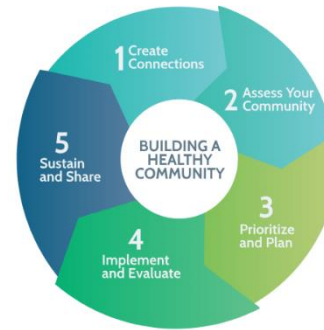 1 Create
Connections
2 Assess Your
Community
3
Prioritize
and Plan
4
Implement
and Evaluate
5
Sustain
and Share
BUILDING A
HEALTHY
COMMUNITY